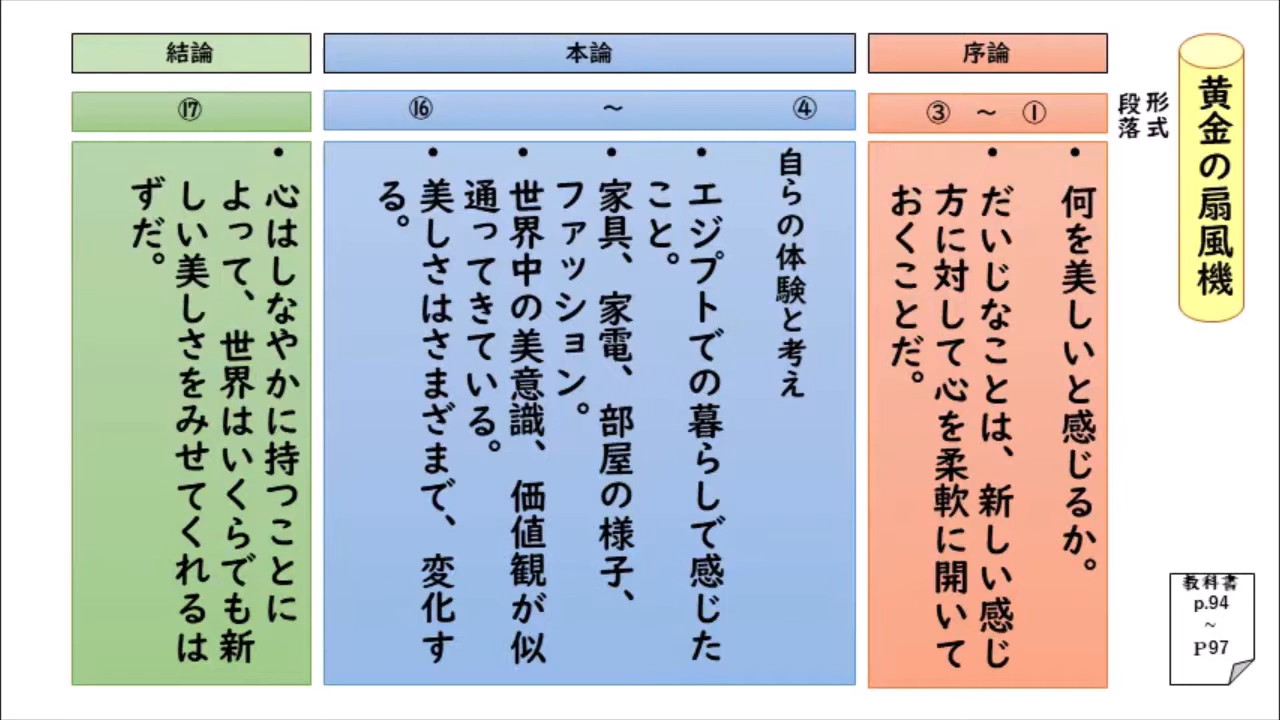 黄金の扇風機
形式
段落
序論
①～③
・何を美しいと感じるか。
・だいじなことは、新しい感じ
方に対して心を柔軟に開いて
おくことだ。
本論
④～⑯
自らの体験と考え
・エジプトでの暮らしで感じた
こと。
・家具、家電、部屋の様子、
ファッション。
・世界中の美意識、価値観が似
通ってきている。
・美しさはさまざまで、変化す
る。
結論
⑰
・心はしなやかに持つことに
よって、世界はいくらでも新
しい美しさをみせてくれるは
ずだ。
教科書
p.94
～
P97